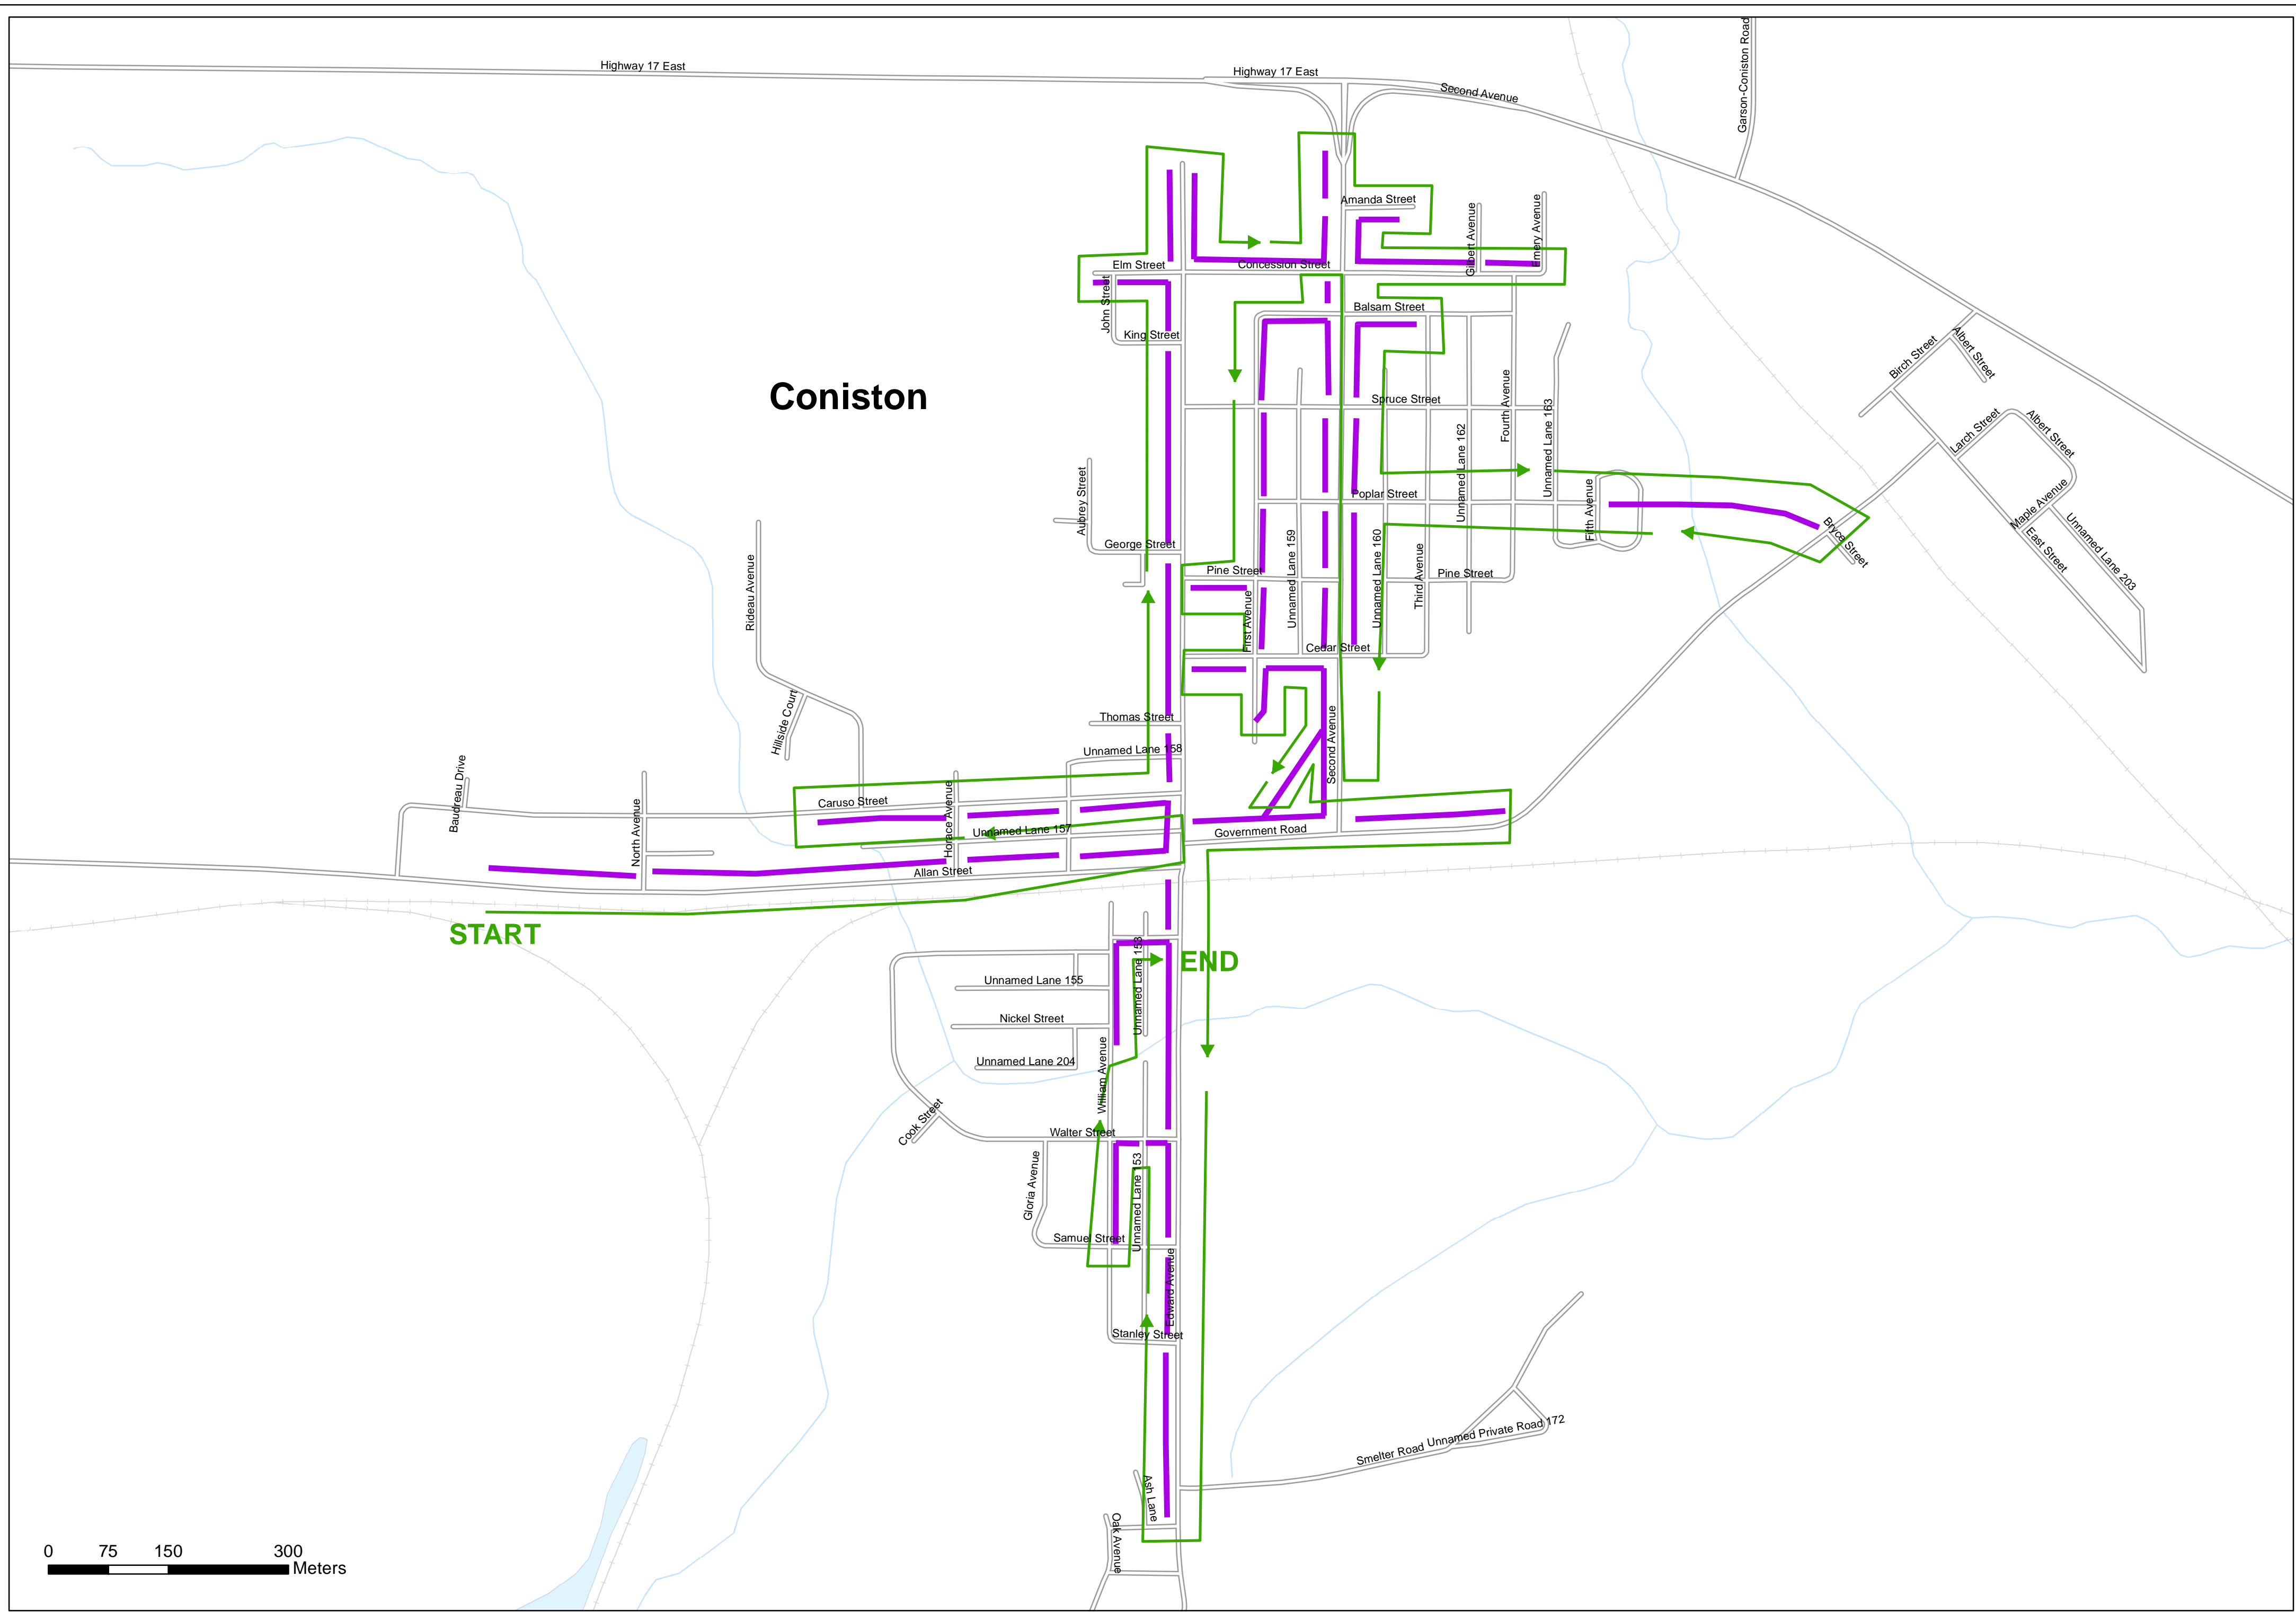 Highway 17 East
Highway 17 East
Second Avenue
Garson-Coniston Road
Amanda Street
Gilbert Avenue
Emery Avenue
Elm Street
Concession Street
John Street
King Street
Balsam Street
Birch Street
Albert Street
Coniston
Spruce Street
Fourth Avenue
Unnamed Lane 163
Unnamed Lane 162
Larch Street
Albert Street
Aubrey Street
Poplar Street
Fifth Avenue
Maple Avenue
East Street
Unnamed Lane 203
Bryce Street
George Street
Unnamed Lane 159
Unnamed Lane 160
Pine Street
Third Avenue
Pine Street
Rideau Avenue
First Avenue
Cedar Street
Hillside Court
Thomas Street
Second Avenue
Unnamed Lane 158
Baudreau Drive
North Avenue
Caruso Street
Horace Avenue
Unnamed Lane 157
Government Road
Allan Street
START
END
Unnamed Lane 153
Unnamed Lane 155
Nickel Street
Unnamed Lane 204
William Avenue
Cook Street
Walter Street
Gloria Avenue
Unnamed Lane 153
Samuel Street
Edward Avenue
Stanley Street
Smelter Road
Unnamed Private Road 172
Ash Lane
Oak Avenue
0 75 150 300
Meters